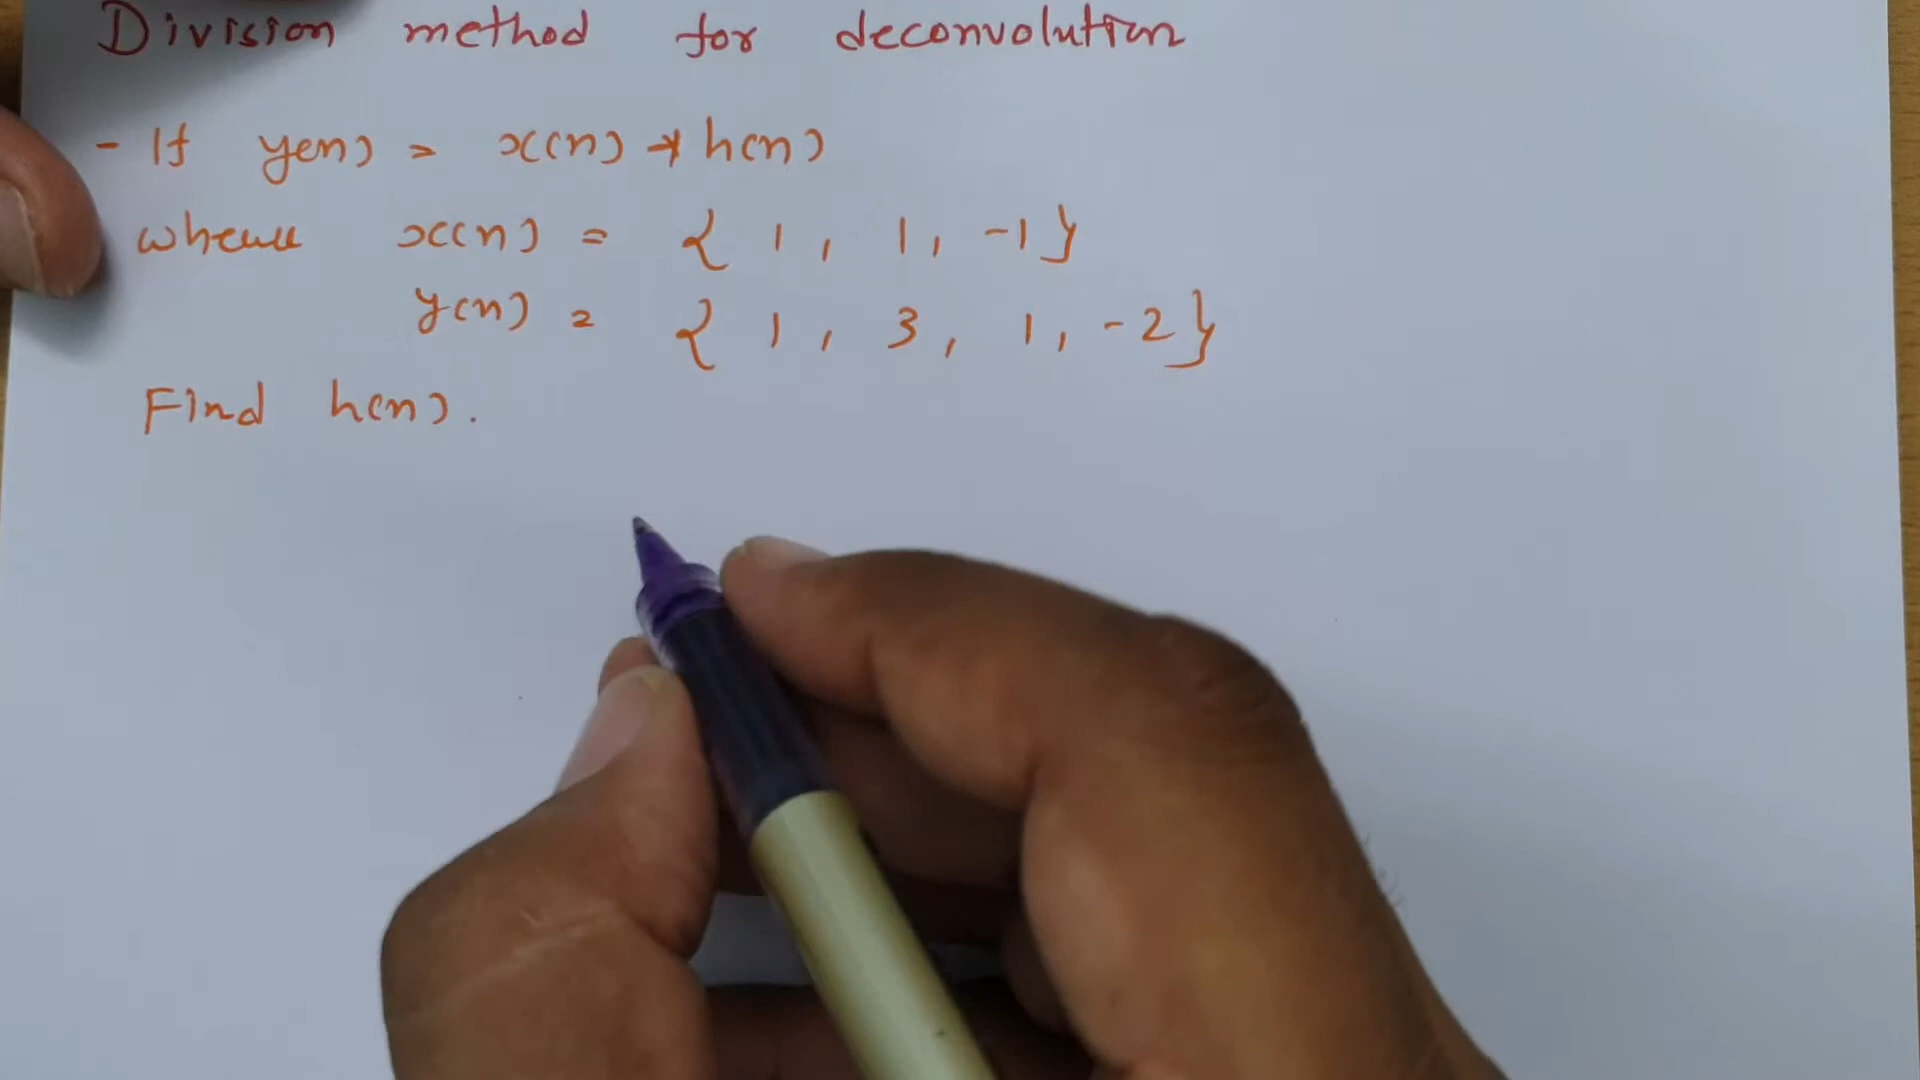 Division method for deconvolution
- If y(n) = x(n) * h(n)
where x(n) = { 1, 1, -1}
y(n) = { 1, 3, 1, -2}
Find h(n).